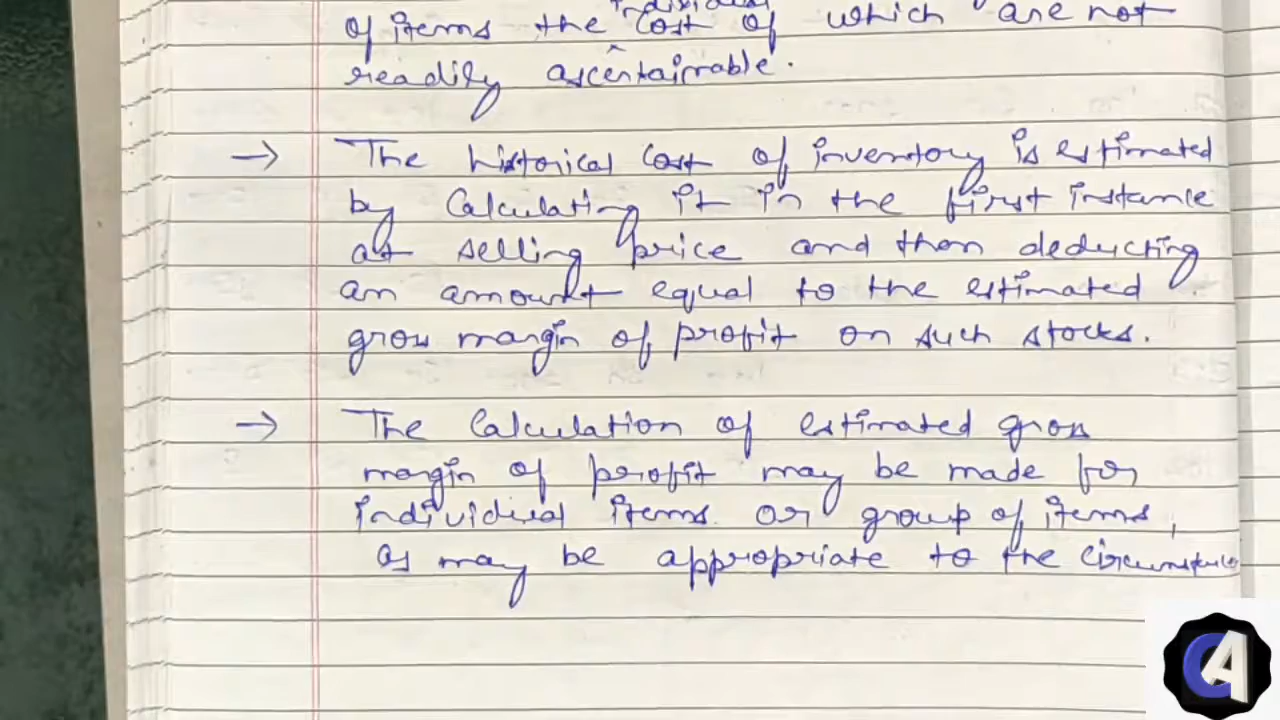 individual
of items the cost of which are not
readily ascertainable.
→ The historical cost of inventory is estimated
by calculating it in the first instance
at selling price and then deducting
an amount equal to the estimated
gross margin of profit on such stocks.
→ The calculation of estimated gross
margin of profit may be made for
individual items or group of items,
as may be appropriate to the circumstances
CA